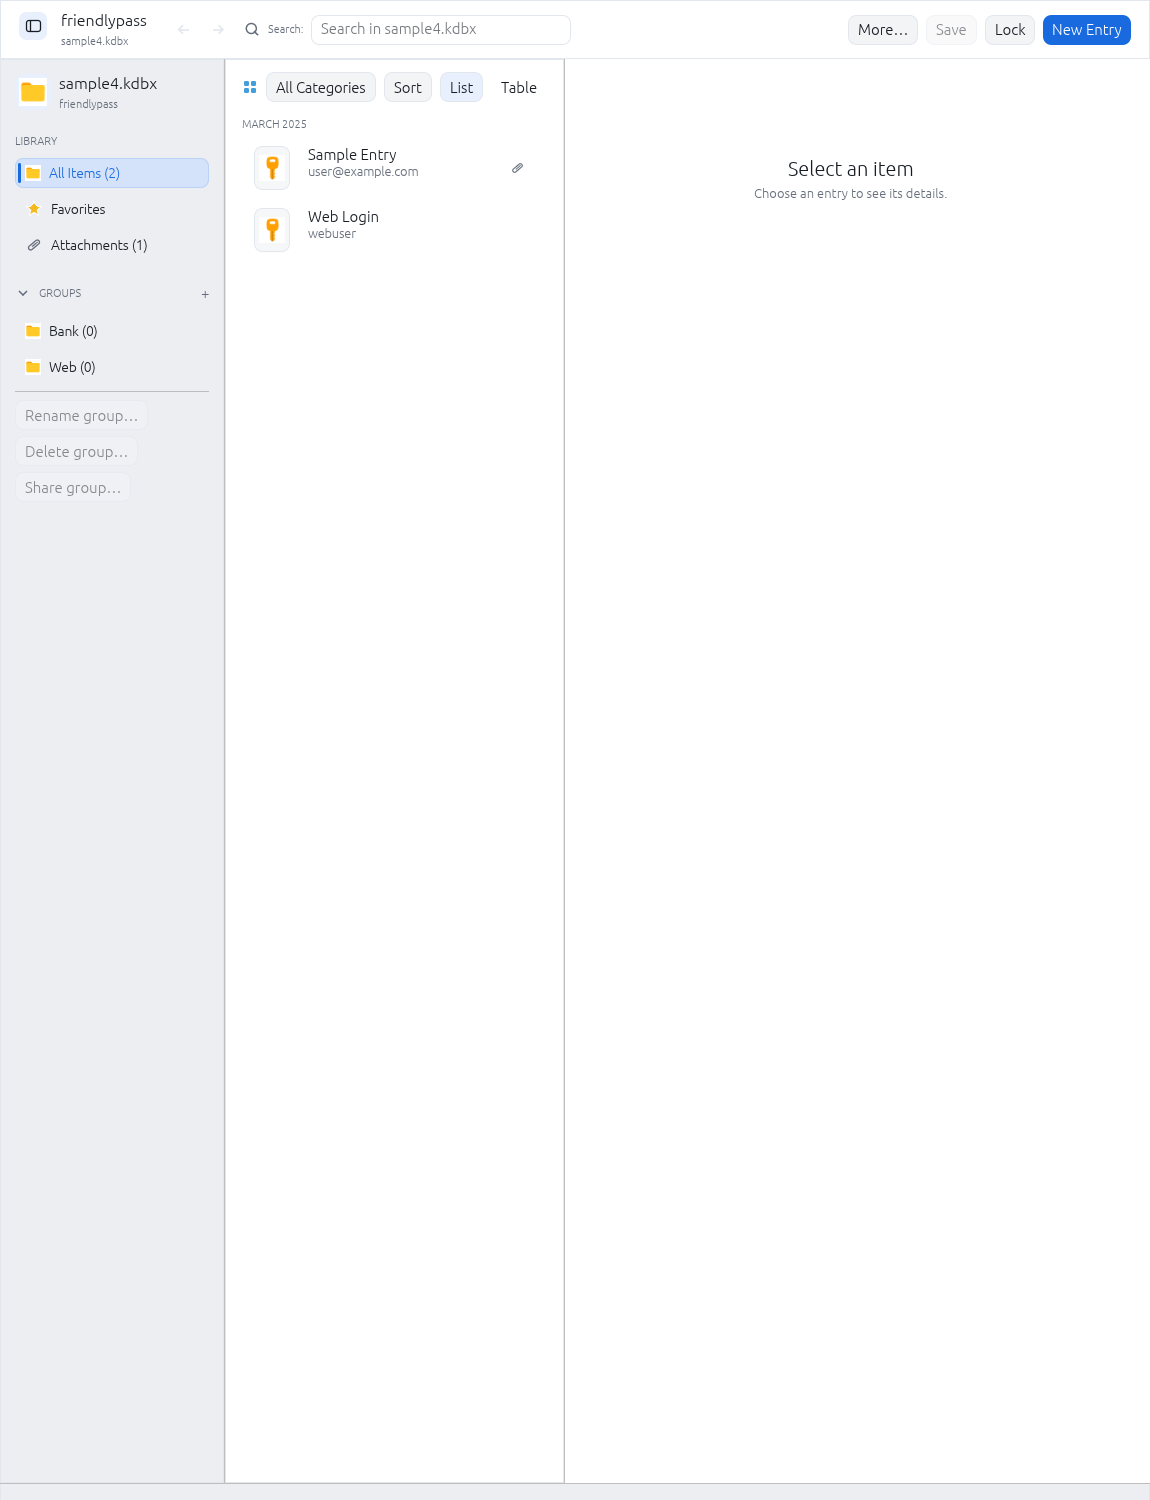 friendlypass
sample4.kdbx
Search:
Search in sample4.kdbx
More…
Save
Lock
New Entry
sample4.kdbx
friendlypass
LIBRARY
All Items (2)
Favorites
Attachments (1)
GROUPS
+
Bank (0)
Web (0)
Rename group…
Delete group…
Share group…
All Categories
Sort
List
Table
MARCH 2025
Sample Entry
user@example.com
Web Login
webuser
Select an item
Choose an entry to see its details.